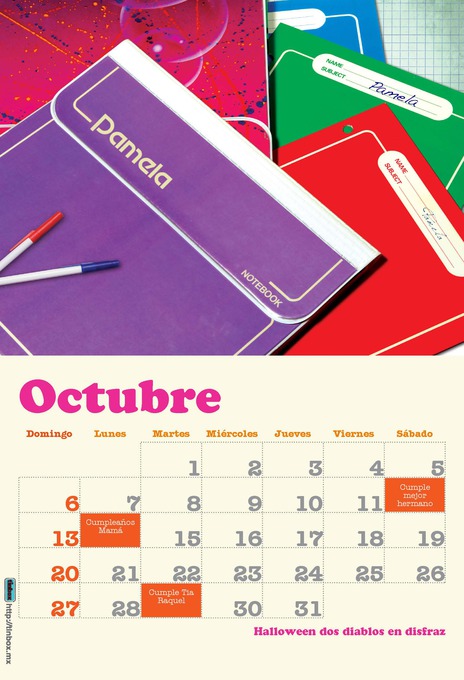 Pamela
NOTEBOOK
NAME
SUBJECT
Pamela
NAME
SUBJECT
Octubre
Domingo Lunes Martes Miércoles Jueves Viernes Sábado
1 2 3 4 5
6 7 8 9 10 11 Cumple
mejor
hermano
13 Cumpleaños
Mamá
15 16 17 18 19
20 21 22 23 24 25 26
27 28 Cumple Tía
Raquel
30 31
Halloween dos diablos en disfraz
tinbox
http://tinbox.mx